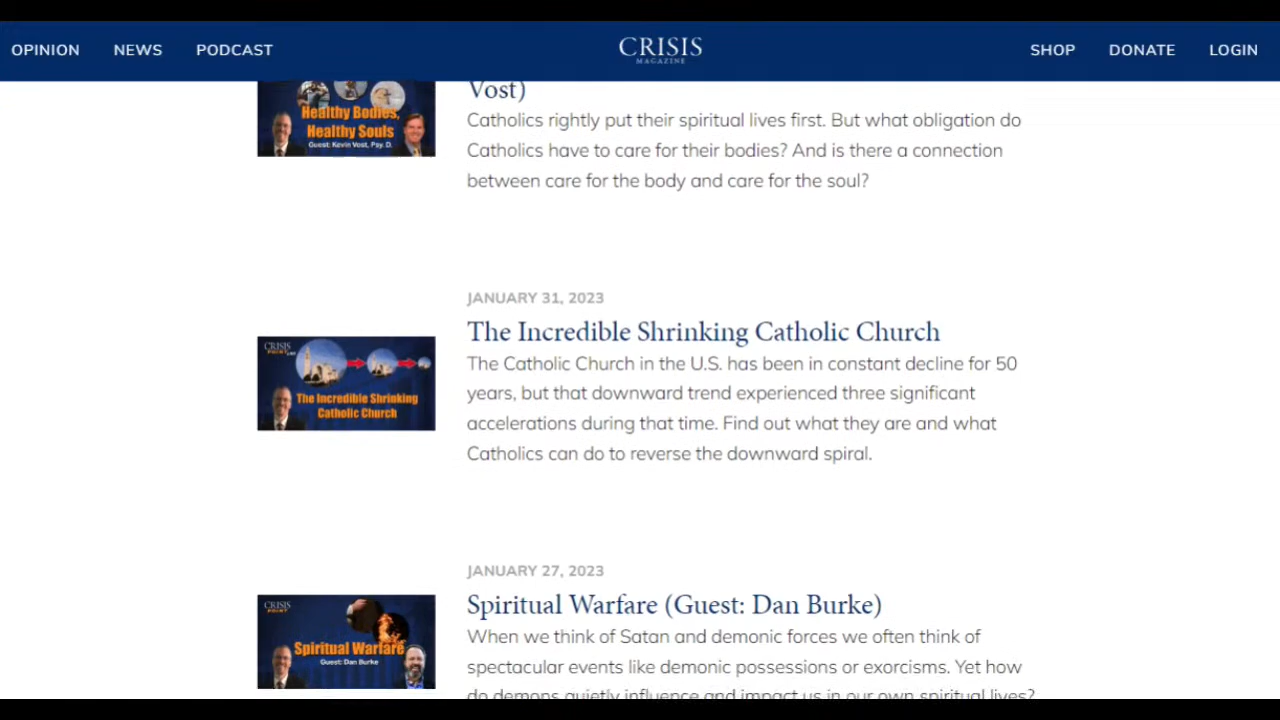 OPINION NEWS PODCAST CRISIS SHOP DONATE LOGIN
MAGAZINE
Healthy Bodies,
Healthy Souls
Guest: Kevin Vost, Psy. D.
Vost)
Catholics rightly put their spiritual lives first. But what obligation do
Catholics have to care for their bodies? And is there a connection
between care for the body and care for the soul?
JANUARY 31, 2023
CRISIS
POINT
The Incredible Shrinking
Catholic Church
The Incredible Shrinking Catholic Church
The Catholic Church in the U.S. has been in constant decline for 50
years, but that downward trend experienced three significant
accelerations during that time. Find out what they are and what
Catholics can do to reverse the downward spiral.
JANUARY 27, 2023
CRISIS
POINT
Spiritual Warfare
Guest: Dan Burke
Spiritual Warfare (Guest: Dan Burke)
When we think of Satan and demonic forces we often think of
spectacular events like demonic possessions or exorcisms. Yet how
do demons quietly influence and impact us in our own spiritual lives?